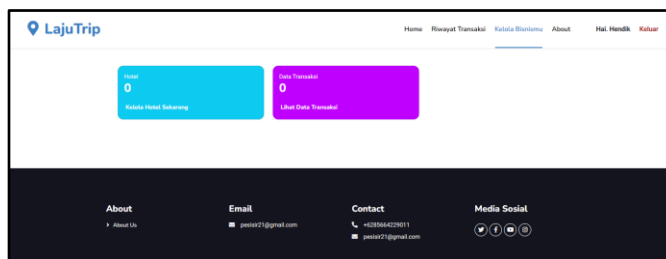 LajuTrip
Home Riwayat Transaksi Kelola Bisnismu About Hai, Hendik Keluar
Hotel
0
Kelola Hotel Sekarang
Data Transaksi
0
Lihat Data Transaksi
About
About Us
Email
pesisir21@gmail.com
Contact
+6285664229011
pesisir21@gmail.com
Media Sosial